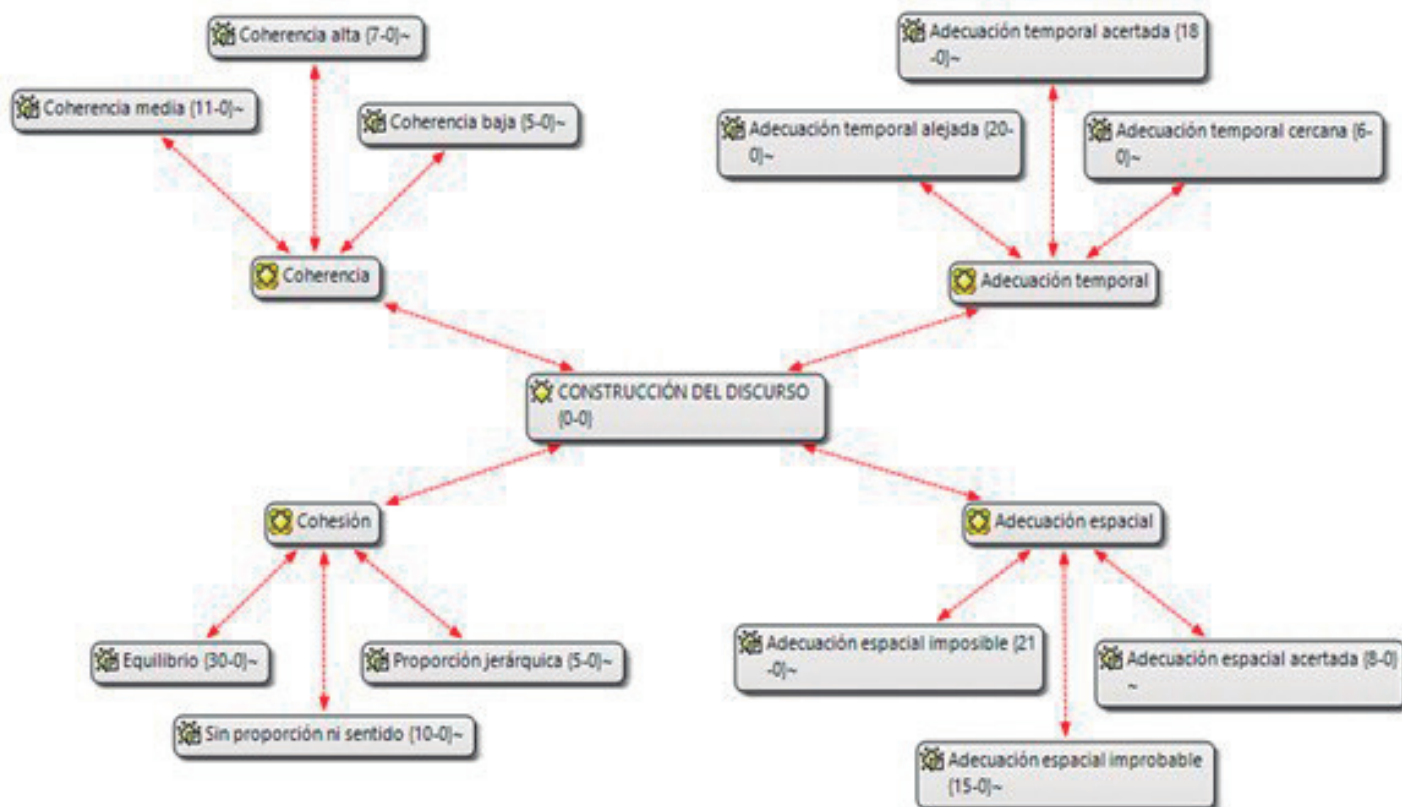 Coherencia alta {7-0}~
Coherencia media {11-0}~
Coherencia baja {5-0}~
Coherencia
Adecuación temporal acertada {18
-0}~
Adecuación temporal alejada {20-
0}~
Adecuación temporal cercana {6-
0}~
Adecuación temporal
CONSTRUCCIÓN DEL DISCURSO
{0-0}
Cohesión
Equilibrio {30-0}~
Proporción jerárquica {5-0}~
Sin proporción ni sentido {10-0}~
Adecuación espacial
Adecuación espacial imposible {21
-0}~
Adecuación espacial acertada {8-0}
~
Adecuación espacial improbable
{15-0}~